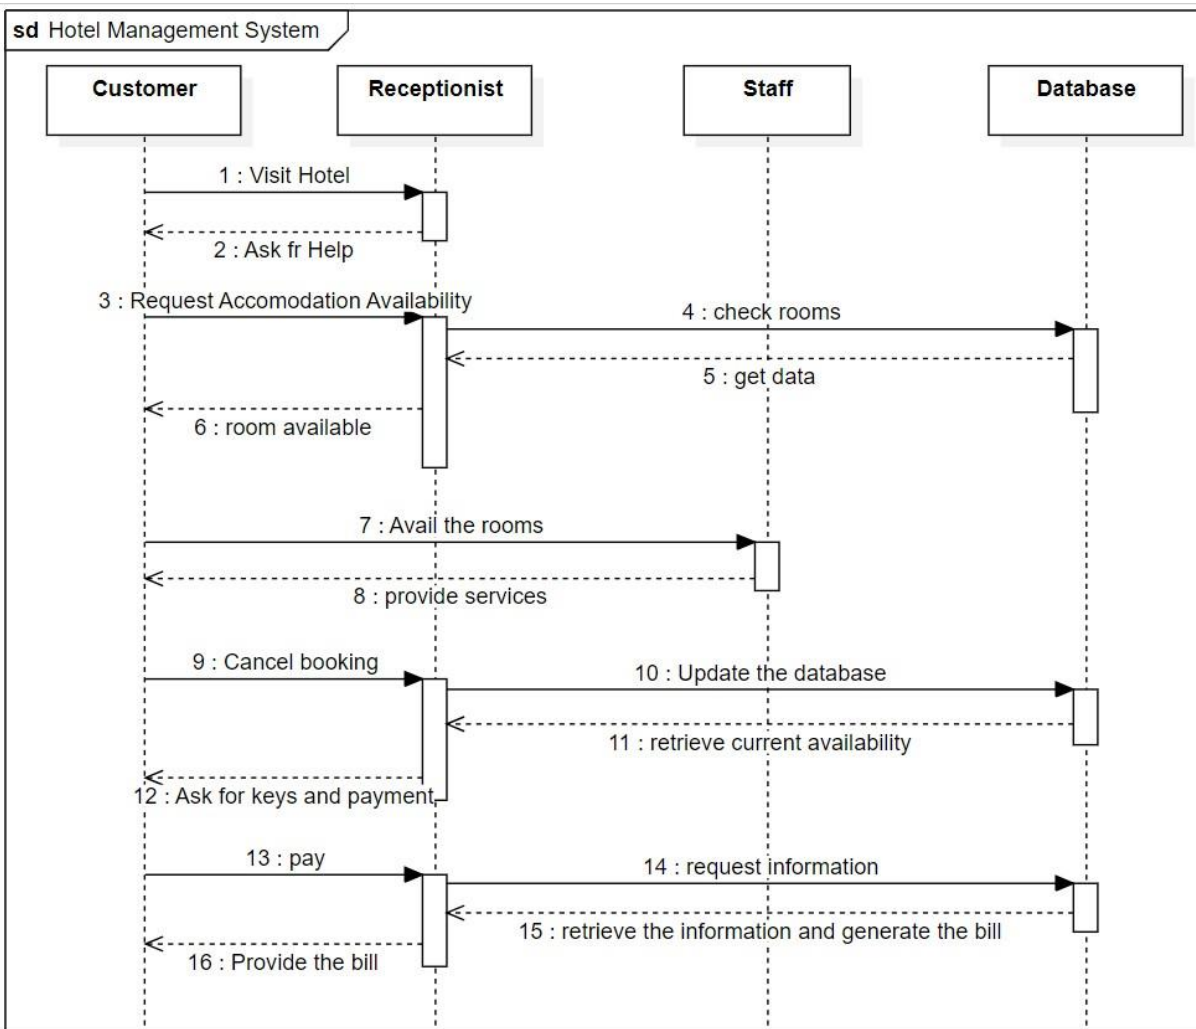 sd Hotel Management System
Customer
Receptionist
Staff
Database
1 : Visit Hotel
2 : Ask fr Help
3 : Request Accomodation Availability
4 : check rooms
5 : get data
6 : room available
7 : Avail the rooms
8 : provide services
9 : Cancel booking
10 : Update the database
11 : retrieve current availability
12 : Ask for keys and payment
13 : pay
14 : request information
15 : retrieve the information and generate the bill
16 : Provide the bill